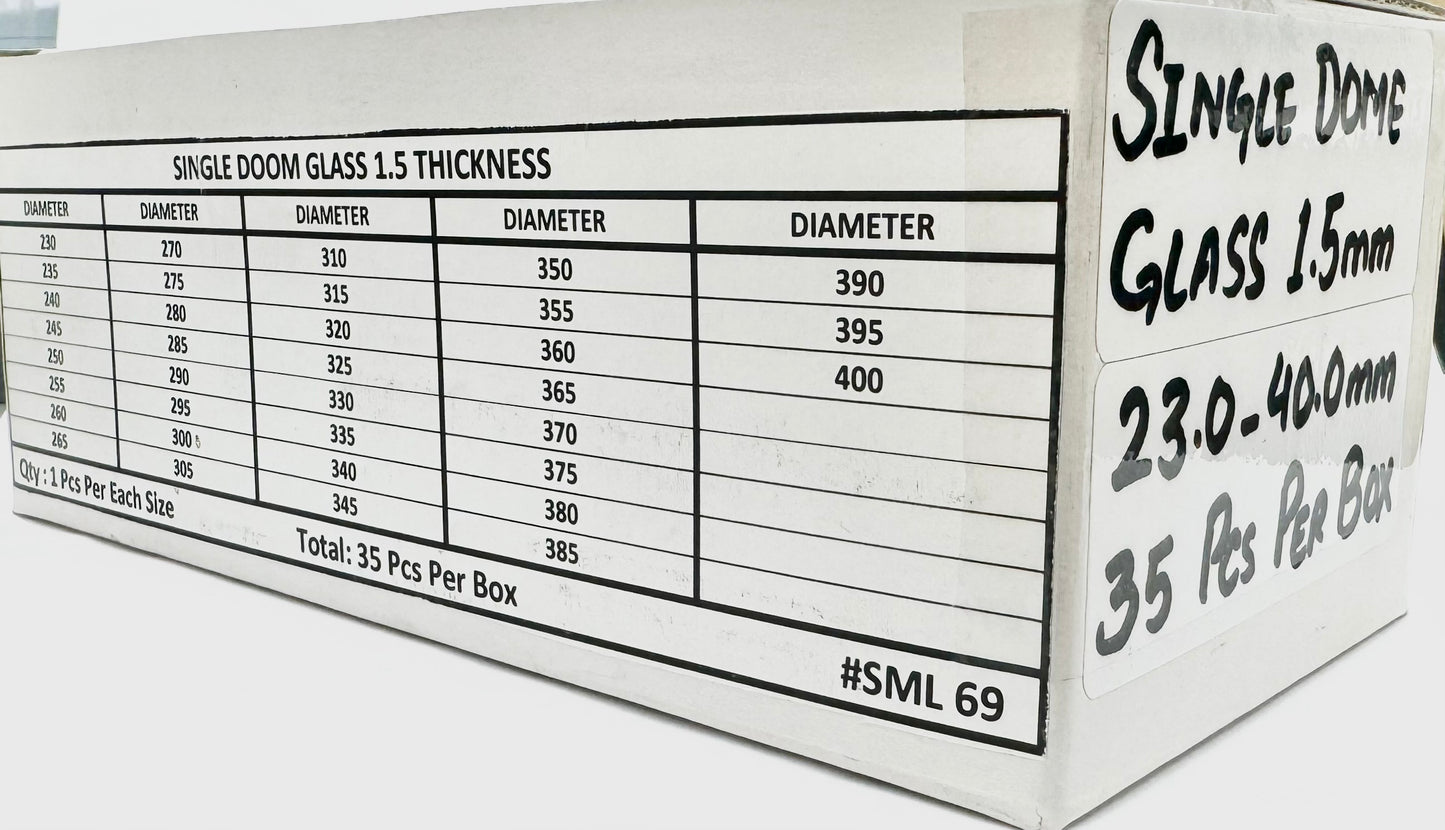 SINGLE DOOM GLASS 1.5 THICKNESS
DIAMETER DIAMETER DIAMETER DIAMETER DIAMETER
230 270 310 350 390
235 275 315 355 395
240 280 320 360 400
245 285 325 365
250 290 330 370
255 295 335 375
260 300 340 380
265 305 345 385
Qty : 1 Pcs Per Each Size
Total: 35 Pcs Per Box
#SML 69
SINGLE DOME
GLASS 1.5mm
23.0-40.0mm
35 Pcs PER BOX